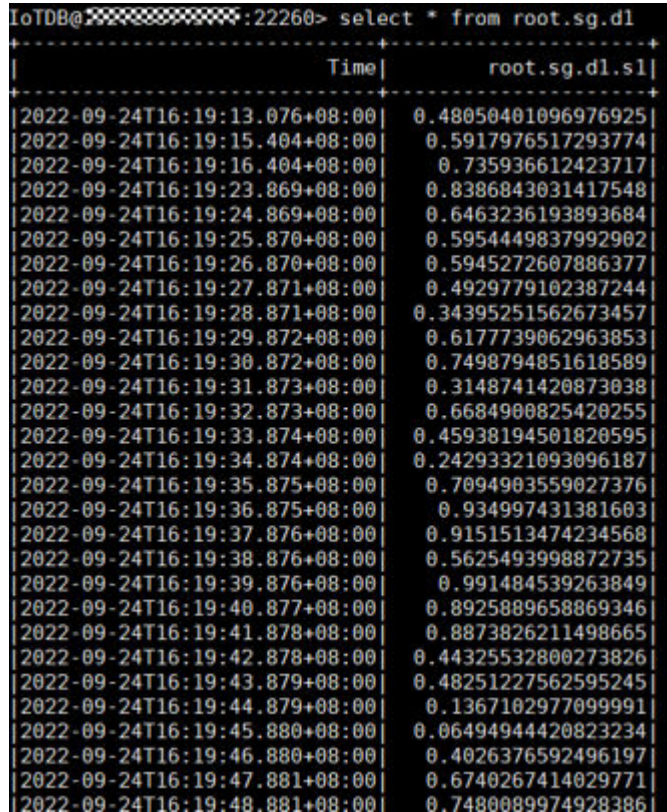 IoTDB@:22260> select * from root.sg.d1
| Time| root.sg.d1.s1|
|2022-09-24T16:19:13.076+08:00| 0.48050401096976925|
|2022-09-24T16:19:15.404+08:00| 0.5917976517293774|
|2022-09-24T16:19:16.404+08:00| 0.735936612423717|
|2022-09-24T16:19:23.869+08:00| 0.8386843031417548|
|2022-09-24T16:19:24.869+08:00| 0.6463236193893684|
|2022-09-24T16:19:25.870+08:00| 0.5954449837992902|
|2022-09-24T16:19:26.870+08:00| 0.5945272607886377|
|2022-09-24T16:19:27.871+08:00| 0.4929779102387244|
|2022-09-24T16:19:28.871+08:00| 0.34395251562673457|
|2022-09-24T16:19:29.872+08:00| 0.6177739062963853|
|2022-09-24T16:19:30.872+08:00| 0.7498794851618589|
|2022-09-24T16:19:31.873+08:00| 0.3148741420873038|
|2022-09-24T16:19:32.873+08:00| 0.6684900825420255|
|2022-09-24T16:19:33.874+08:00| 0.45938194501820595|
|2022-09-24T16:19:34.874+08:00| 0.242933321093096187|
|2022-09-24T16:19:35.875+08:00| 0.7094903559027376|
|2022-09-24T16:19:36.875+08:00| 0.934997431381603|
|2022-09-24T16:19:37.876+08:00| 0.9151513474234568|
|2022-09-24T16:19:38.876+08:00| 0.5625493998872735|
|2022-09-24T16:19:39.876+08:00| 0.991484539263849|
|2022-09-24T16:19:40.877+08:00| 0.8925889658869346|
|2022-09-24T16:19:41.878+08:00| 0.8873826211498665|
|2022-09-24T16:19:42.878+08:00| 0.44325532800273826|
|2022-09-24T16:19:43.879+08:00| 0.48251227562595245|
|2022-09-24T16:19:44.879+08:00| 0.1367102977099991|
|2022-09-24T16:19:45.880+08:00| 0.06494944420823234|
|2022-09-24T16:19:46.880+08:00| 0.4026376592496197|
|2022-09-24T16:19:47.881+08:00| 0.6740267414029771|
|2022-09-24T16:19:48.881+08:00| 0.7480089974928386|